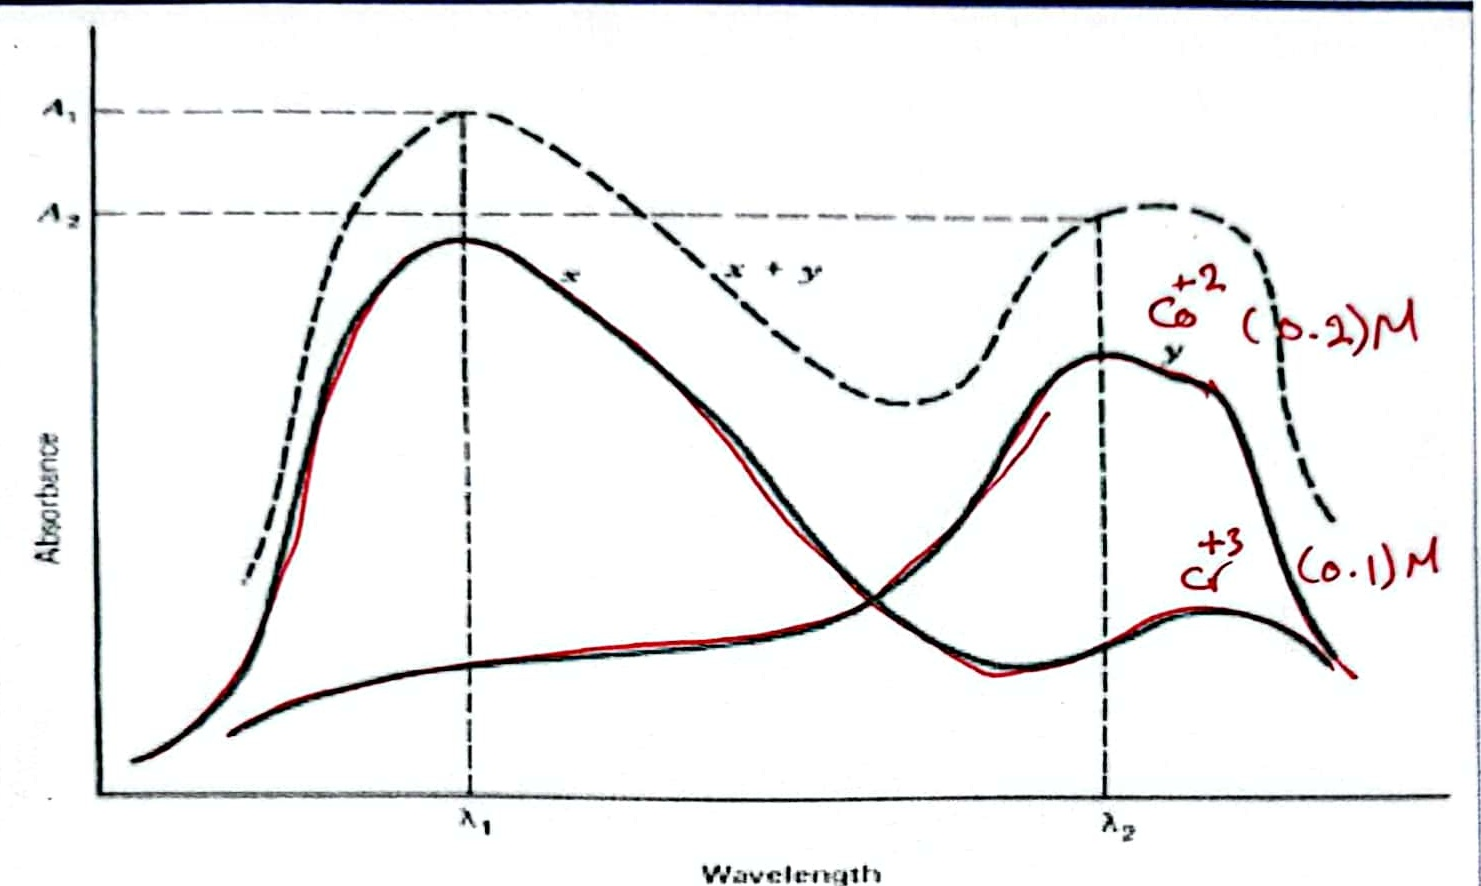 A₁
A₂
x
x + y
Co⁺² (0.2)M
y
Cr⁺³ (0.1)M
Absorbance
λ₁
λ₂
Wavelength